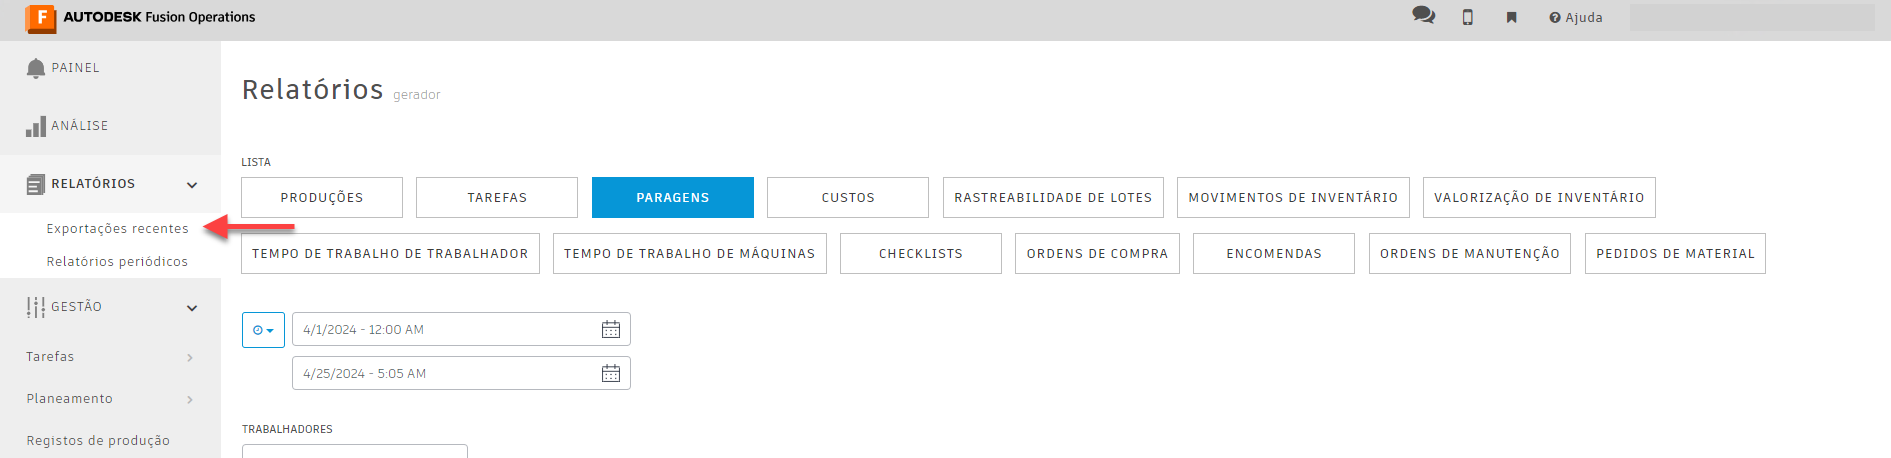 AUTODESK Fusion Operations
Ajuda
PAINEL
ANÁLISE
RELATÓRIOS
Exportações recentes
Relatórios periódicos
GESTÃO
Tarefas
Planeamento
Registos de produção
Relatórios gerador
LISTA
PRODUÇÕES TAREFAS PARAGENS CUSTOS RASTREABILIDADE DE LOTES MOVIMENTOS DE INVENTÁRIO VALORIZAÇÃO DE INVENTÁRIO
TEMPO DE TRABALHO DE TRABALHADOR TEMPO DE TRABALHO DE MÁQUINAS CHECKLISTS ORDENS DE COMPRA ENCOMENDAS ORDENS DE MANUTENÇÃO PEDIDOS DE MATERIAL
4/1/2024 - 12:00 AM
4/25/2024 - 5:05 AM
TRABALHADORES